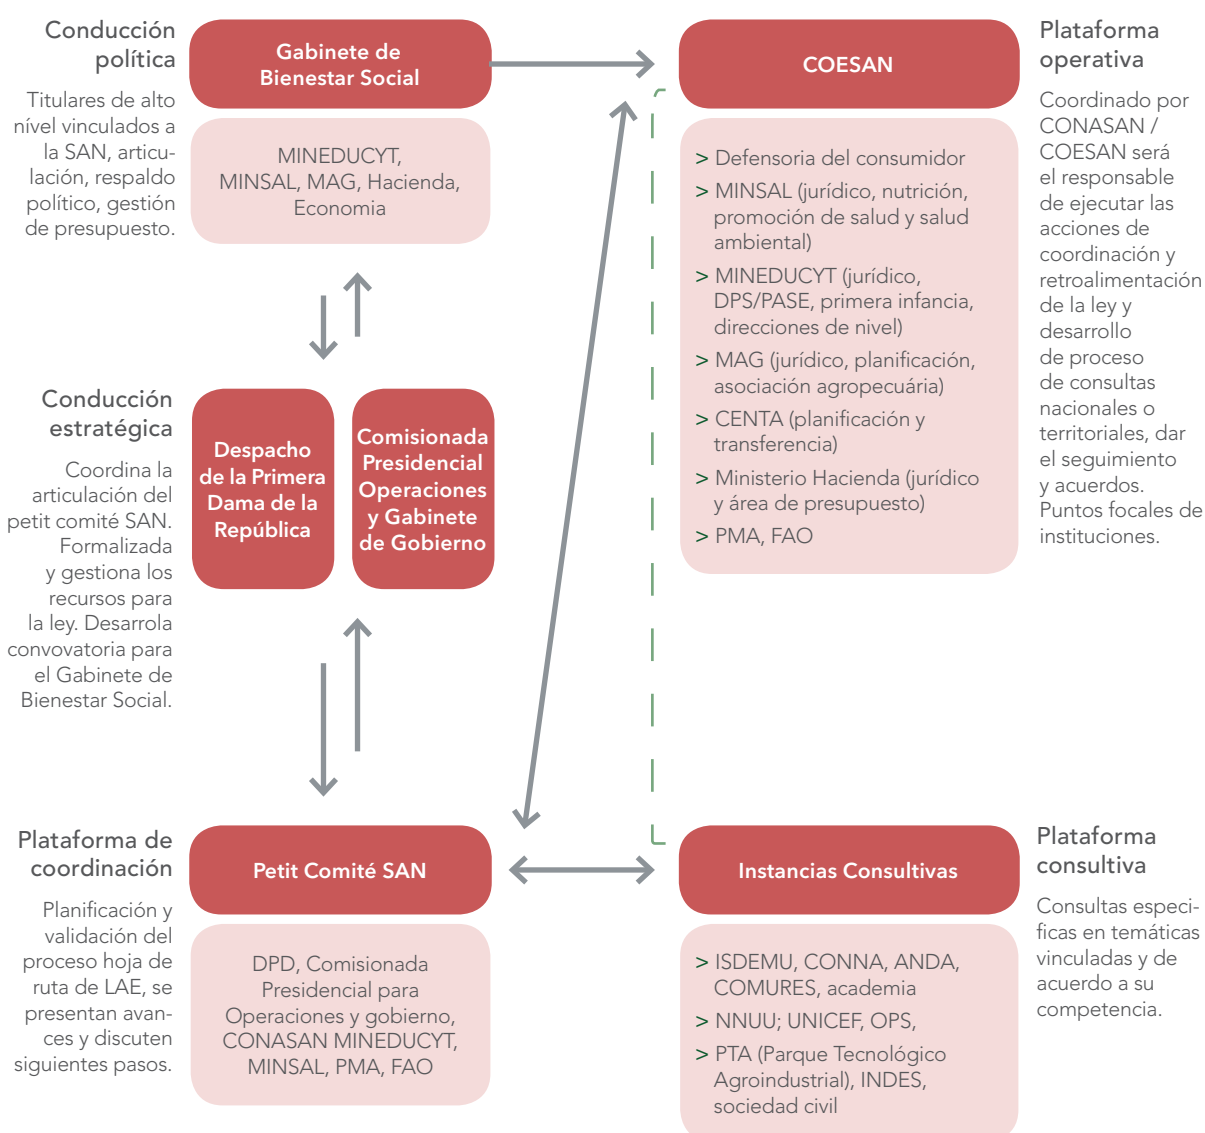 Conducción
política
Titulares de alto
nível vinculados a
la SAN, articu-
lación, respaldo
político, gestión
de presupuesto.
Gabinete de
Bienestar Social
MINEDUCYT,
MINSAL, MAG, Hacienda,
Economia
COESAN
> Defensoria del consumidor
> MINSAL (jurídico, nutrición,
promoción de salud y salud
ambiental)
> MINEDUCYT (jurídico,
DPS/PASE, primera infancia,
direcciones de nivel)
> MAG (jurídico, planificación,
asociación agropecuária)
> CENTA (planificación y
transferencia)
> Ministerio Hacienda (jurídico
y área de presupuesto)
> PMA, FAO
Plataforma
operativa
Coordinado por
CONASAN /
COESAN será
el responsable
de ejecutar las
acciones de
coordinación y
retroalimentación
de la ley y
desarrollo
de proceso
de consultas
nacionales o
territoriales, dar
el seguimiento
y acuerdos.
Puntos focales de
instituciones.
Conducción
estratégica
Coordina la
articulación del
petit comité SAN.
Formalizada
y gestiona los
recursos para
la ley. Desarrola
convovatoria para
el Gabinete de
Bienestar Social.
Despacho
de la Primera
Dama de la
República
Comisionada
Presidencial
Operaciones
y Gabinete
de Gobierno
Plataforma de
coordinación
Planificación y
validación del
proceso hoja de
ruta de LAE, se
presentan avan-
ces y discuten
siguientes pasos.
Petit Comité SAN
DPD, Comisionada
Presidencial para
Operaciones y gobierno,
CONASAN MINEDUCYT,
MINSAL, PMA, FAO
Instancias Consultivas
> ISDEMU, CONNA, ANDA,
COMURES, academia
> NNUU; UNICEF, OPS,
> PTA (Parque Tecnológico
Agroindustrial), INDES,
sociedad civil
Plataforma
consultiva
Consultas especi-
ficas en temáticas
vinculadas y de
acuerdo a su
competencia.